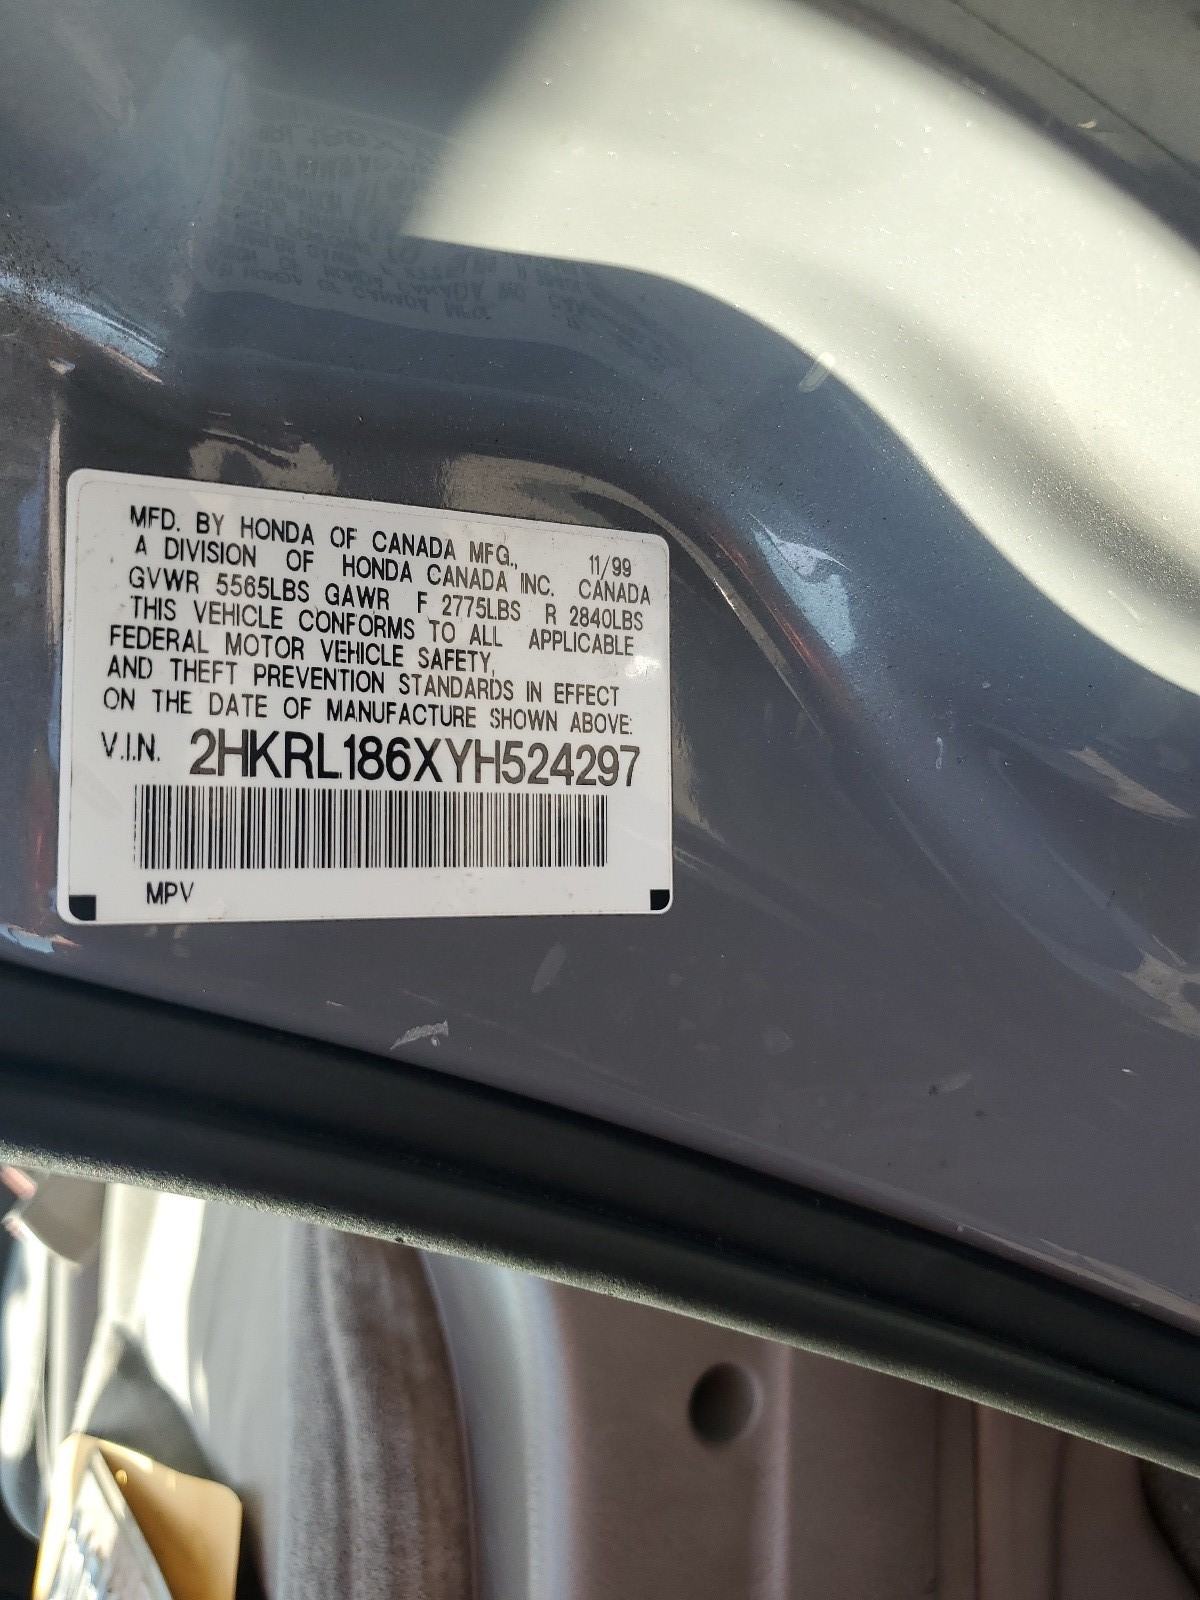 MFD. BY HONDA OF CANADA MFG., 11/99
A DIVISION OF HONDA CANADA INC. CANADA
GVWR 5565LBS GAWR F 2775LBS R 2840LBS
THIS VEHICLE CONFORMS TO ALL APPLICABLE
FEDERAL MOTOR VEHICLE SAFETY,
AND THEFT PREVENTION STANDARDS IN EFFECT
ON THE DATE OF MANUFACTURE SHOWN ABOVE:
V.I.N. 2HKRL186XYH524297
MPV